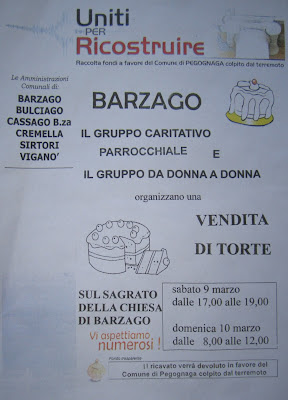 Uniti
PER
Ricostruire
Raccolta fondi a favore del Comune di PEGOGNAGA colpito dal terremoto
Le Amministrazioni
Comunali di:
BARZAGO
BULCIAGO
CASSAGO B.za
CREMELLA
SIRTORI
VIGANO'
BARZAGO
IL GRUPPO CARITATIVO
PARROCCHIALE E
IL GRUPPO DA DONNA A DONNA
organizzano una
VENDITA
DI TORTE
SUL SAGRATO
DELLA CHIESA
DI BARZAGO
Vi aspettiamo
numerosi !
sabato 9 marzo
dalle 17,00 alle 19,00
domenica 10 marzo
dalle 8,00 alle 12,00
Il ricavato verrà devoluto in favore del
Comune di Pegognaga colpito dal terremoto